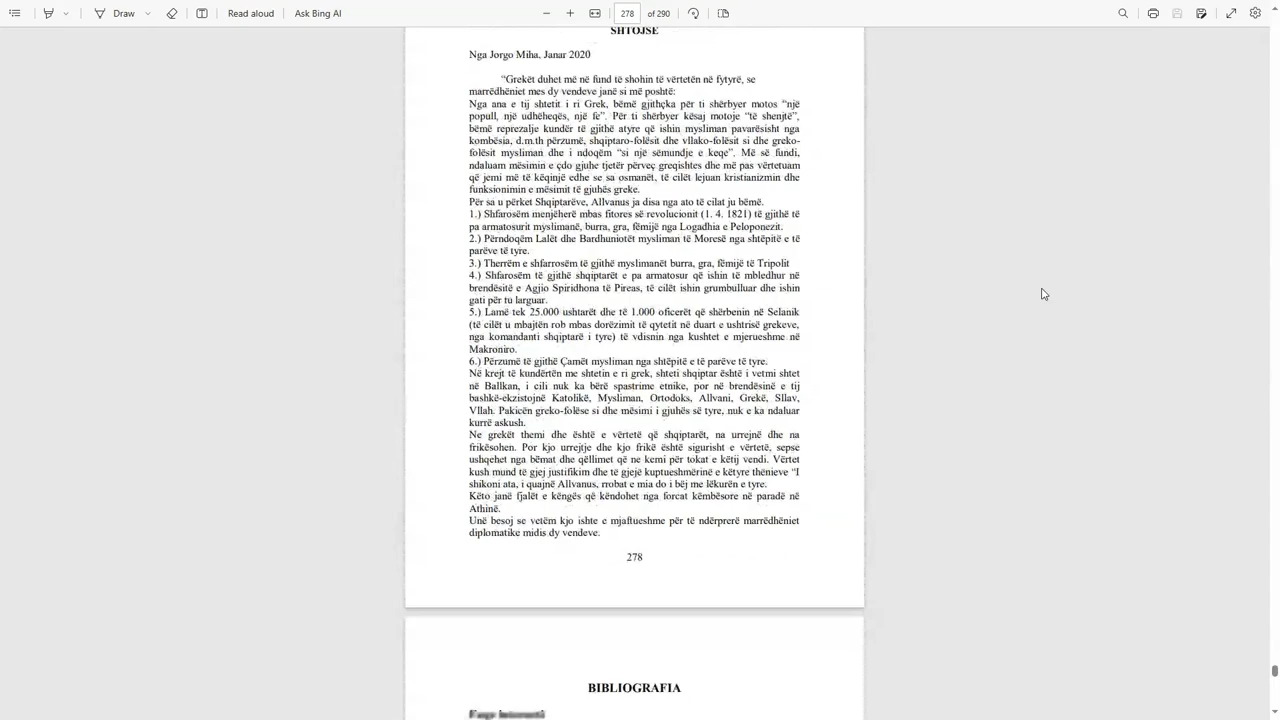 Draw
Read aloud
Ask Bing AI
278
of 290
SHTOJSE
Nga Jorgo Miha, Janar 2020
“Grekët duhet më në fund të shohin të vërtetën në fytyrë, se
marrëdhëniet mes dy vendeve janë si më poshtë:
Nga ana e tij shtetit i ri Grek, bëmë gjithçka për ti shërbyer motos “një
popull, një udhëheqës, një fe”. Për ti shërbyer kësaj motoje “të shenjtë”,
bëmë reprezalje kundër të gjithë atyre që ishin mysliman pavarësisht nga
kombësia, d.m.th përzumë, shqiptaro-folësit dhe vllako-folësit si dhe greko-
folësit mysliman dhe i ndoqëm “si një sëmundje e keqe”. Më së fundi,
ndaluam mësimin e çdo gjuhe tjetër përveç greqishtes dhe më pas vërtetuam
që jemi më të këqinjë edhe se sa osmanët, të cilët lejuan kristianizmin dhe
funksionimin e mësimit të gjuhës greke.
Për sa u përket Shqiptarëve, Allvanus ja disa nga ato të cilat ju bëmë.
1.) Shfarosëm menjëherë mbas fitores së revolucionit (1. 4. 1821) të gjithë të
pa armatosurit myslimanë, burra, gra, fëmijë nga Logadhia e Peloponezit.
2.) Përndoqëm Lalët dhe Bardhuniotët mysliman të Moresë nga shtëpitë e të
parëve të tyre.
3.) Therrëm e shfarrosëm të gjithë myslimanët burra, gra, fëmijë të Tripolit
4.) Shfarosëm të gjithë shqiptarët e pa armatosur që ishin të mbledhur në
brendësitë e Agjio Spiridhona të Pireas, të cilët ishin grumbulluar dhe ishin
gati për tu larguar.
5.) Lamë tek 25.000 ushtarët dhe të 1.000 oficerët që shërbenin në Selanik
(të cilët u mbajtën rob mbas dorëzimit të qytetit në duart e ushtrisë grekeve,
nga komandanti shqiptarë i tyre) të vdisnin nga kushtet e mjerueshme në
Makroniro.
6.) Përzumë të gjithë Çamët mysliman nga shtëpitë e të parëve të tyre.
Në krejt të kundërtën me shtetin e ri grek, shteti shqiptar është i vetmi shtet
në Ballkan, i cili nuk ka bërë spastrime etnike, por në brendësinë e tij
bashkë-ekzistojnë Katolikë, Mysliman, Ortodoks, Allvani, Grekë, Sllav,
Vllah. Pakicën greko-folëse si dhe mësimi i gjuhës së tyre, nuk e ka ndaluar
kurrë askush.
Ne grekët themi dhe është e vërtetë që shqiptarët, na urrejnë dhe na
frikësohen. Por kjo urrejtje dhe kjo frikë është sigurisht e vërtetë, sepse
ushqehet nga bëmat dhe qëllimet që ne kemi për tokat e këtij vendi. Vërtet
kush mund të gjej justifikim dhe të gjejë kuptueshmërinë e këtyre thënieve “I
shikoni ata, i quajnë Allvanus, rrobat e mia do i bëj me lëkurën e tyre.
Këto janë fjalët e këngës që këndohet nga forcat këmbësore në paradë në
Athinë.
Unë besoj se vetëm kjo ishte e mjaftueshme për të ndërprerë marrëdhëniet
diplomatike midis dy vendeve.
278
BIBLIOGRAFIA
Faqe Interneti